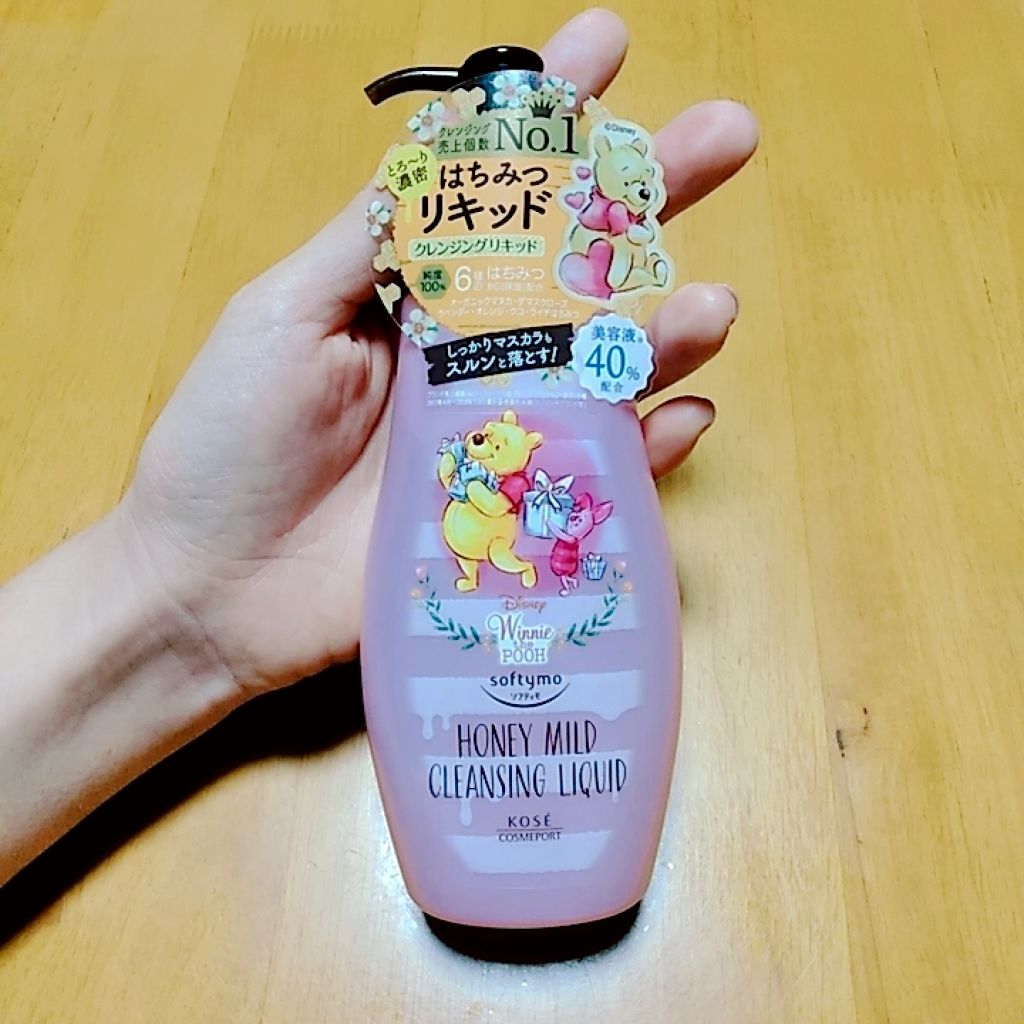 クレンジング
売上個数 No.1
とろ～り
濃密
©Disney
はちみつ
リキッド
クレンジングリキッド
純度
100%
6種の はちみつ
BG(保湿)配合
オーガニックマヌカ・ダマスクローズ
ラベンダー・オレンジ・クコ・ライチはちみつ
しっかりマスカラも
スルンと落とす!
美容液
40%
配合
Disney
Winnie
the
POOH
softymo
ソフティモ
HONEY MILD
CLEANSING LIQUID
KOSÉ
COSMEPORT